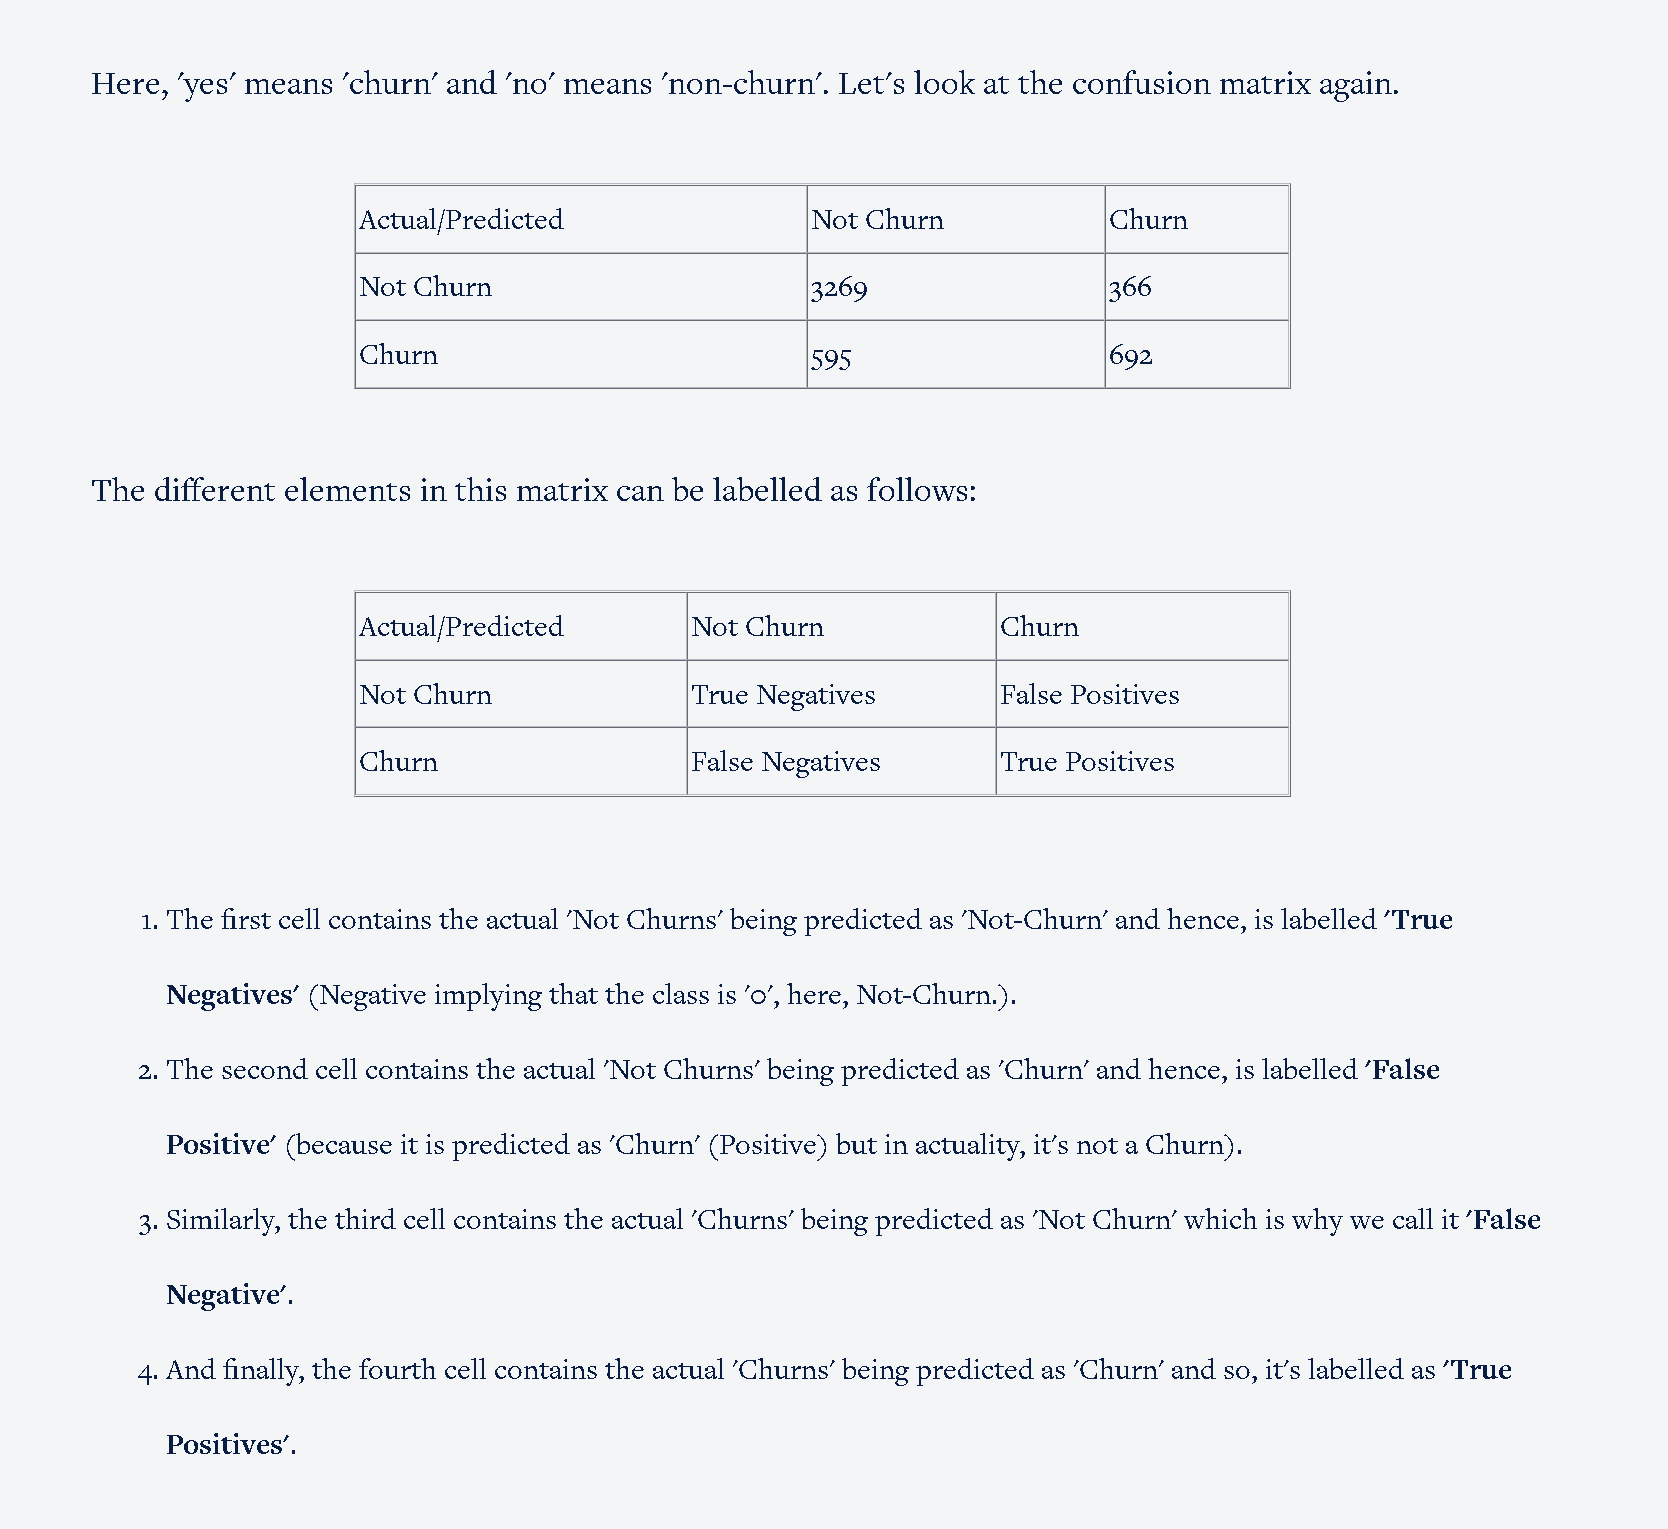 Here, 'yes' means 'churn' and 'no' means 'non-churn'. Let's look at the confusion matrix again.
Actual/Predicted Not Churn Churn
Not Churn 3269 366
Churn 595 692
The different elements in this matrix can be labelled as follows:
Actual/Predicted Not Churn Churn
Not Churn True Negatives False Positives
Churn False Negatives True Positives
1. The first cell contains the actual 'Not Churns' being predicted as 'Not-Churn' and hence, is labelled 'True
Negatives' (Negative implying that the class is '0', here, Not-Churn.).
2. The second cell contains the actual 'Not Churns' being predicted as 'Churn' and hence, is labelled 'False
Positive' (because it is predicted as 'Churn' (Positive) but in actuality, it's not a Churn).
3. Similarly, the third cell contains the actual 'Churns' being predicted as 'Not Churn' which is why we call it 'False
Negative'.
4. And finally, the fourth cell contains the actual 'Churns' being predicted as 'Churn' and so, it's labelled as 'True
Positives'.